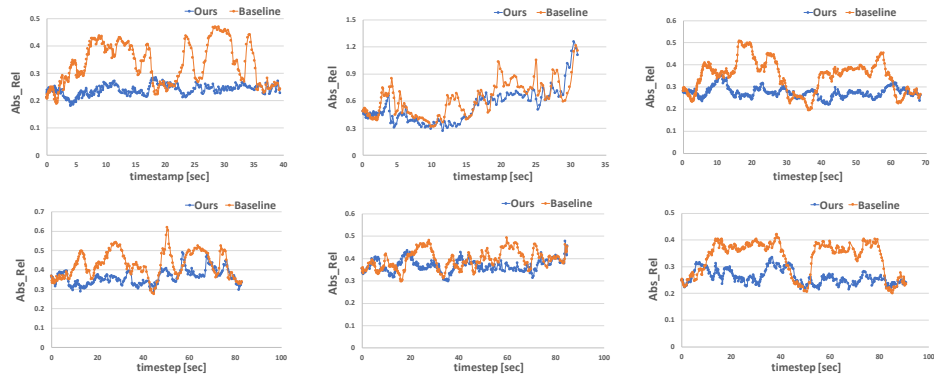 Ours Baseline
Abs_Rel
0.5
0.4
0.3
0.2
0.1
0
0 5 10 15 20 25 30 35 40
timestamp [sec]
Ours Baseline
Abs_Rel
1.5
1.2
0.9
0.6
0.3
0
0 5 10 15 20 25 30 35
timestamp [sec]
Ours baseline
Abs_Rel
0.6
0.5
0.4
0.3
0.2
0.1
0
0 10 20 30 40 50 60 70
timestep [sec]
Ours Baseline
Abs_Rel
0.7
0.6
0.5
0.4
0.3
0.2
0.1
0
0 20 40 60 80 100
timestep [sec]
Ours Baseline
Abs_Rel
0.6
0.5
0.4
0.3
0.2
0.1
0
0 20 40 60 80 100
timestep [sec]
Ours Baseline
Abs_Rel
0.5
0.4
0.3
0.2
0.1
0
0 20 40 60 80 100
timestep [sec]